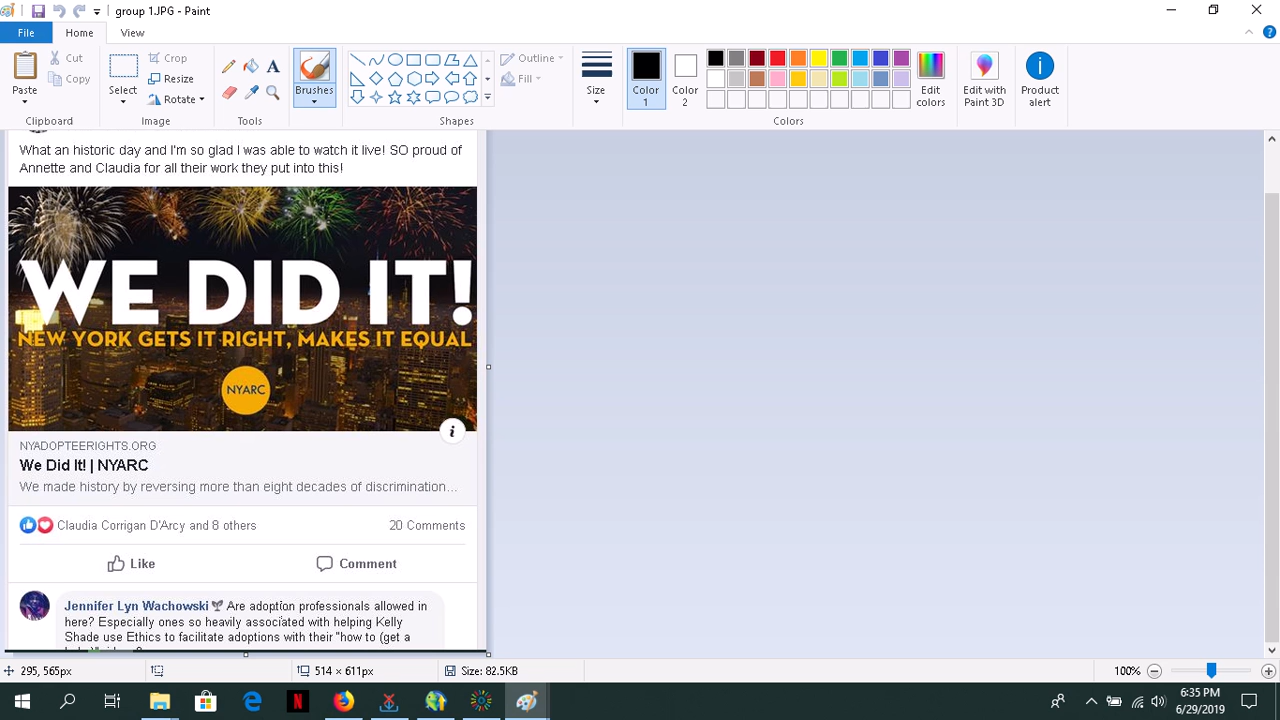 group 1.JPG - Paint
File
Home
View
Paste
Cut
Copy
Clipboard
Select
Crop
Resize
Rotate
Image
A
Tools
Brushes
Shapes
Outline
Fill
Size
Color 1
Color 2
Edit colors
Colors
Edit with Paint 3D
Product alert
What an historic day and I'm so glad I was able to watch it live! SO proud of
Annette and Claudia for all their work they put into this!
WE DID IT!
NEW YORK GETS IT RIGHT, MAKES IT EQUAL
NYARC
NYADOPTEERIGHTS.ORG
We Did It! | NYARC
We made history by reversing more than eight decades of discrimination...
Claudia Corrigan D'Arcy and 8 others
20 Comments
Like
Comment
Jennifer Lyn Wachowski Are adoption professionals allowed in
here? Especially ones so heavily associated with helping Kelly
Shade use Ethics to facilitate adoptions with their "how to (get a
295, 565px
514 × 611px
Size: 82.5KB
100%
6:35 PM
6/29/2019